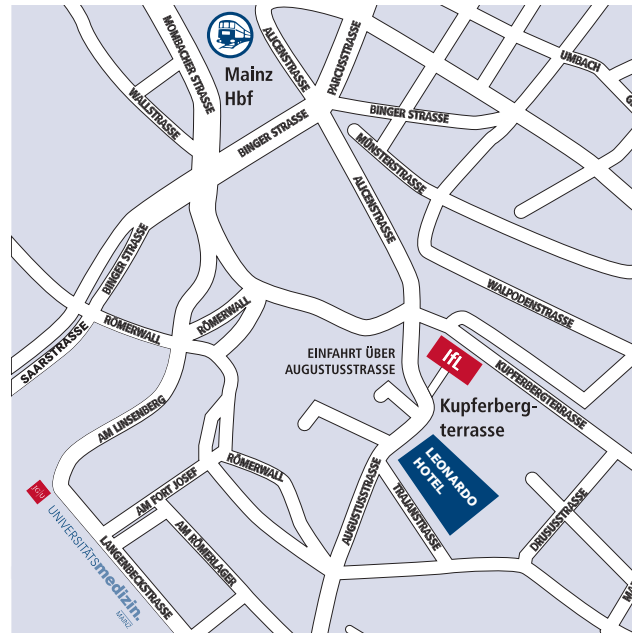 MOMBACHER STRASSE
ALICENSTRASSE
PARCUSSTRASSE
UMBACH
Mainz
Hbf
WALLSTRASSE
BINGER STRASSE
BINGER STRASSE
MÜNSTERSTRASSE
ALICENSTRASSE
BINGER STRASSE
WALPODENSTRASSE
RÖMERWALL
RÖMERWALL
SAARSTRASSE
EINFAHRT ÜBER
AUGUSTUSSTRASSE
IfL
KUPFERBERGTERRASSE
Kupferberg-
terrasse
AM LINSENBERG
LEONARDO
HOTEL
RÖMERWALL
AM FORT JOSEF
AUGUSTUSSTRASSE
TRAIANSTRASSE
DRUSUSSTRASSE
JG|U
UNIVERSITÄTSmedizin.
MAINZ
LANGENBECKSTRASSE
AM RÖMERLAGER